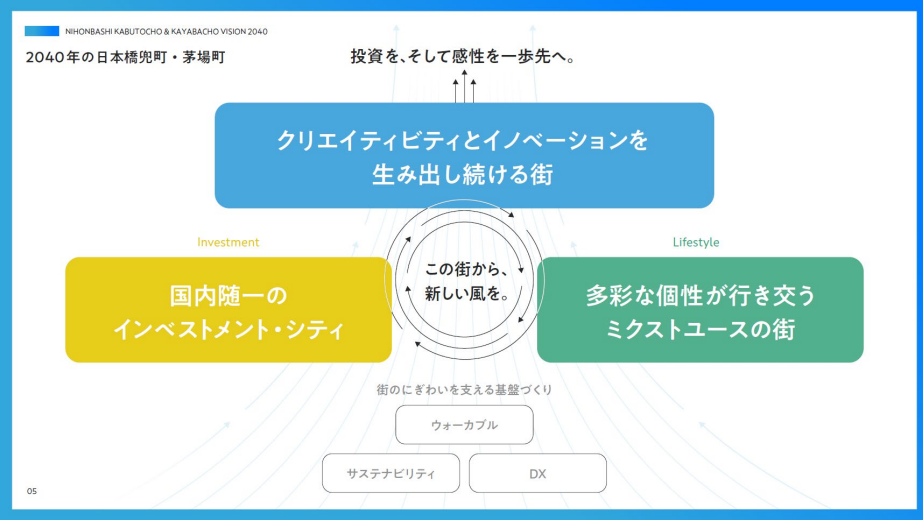 NIHONBASHI KABUTOCHO & KAYABACHO VISION 2040
2040年の日本橋兜町・茅場町
投資を、そして感性を一歩先へ。
クリエイティビティとイノベーションを
生み出し続ける街
Investment
国内随一の
インベストメント・シティ
この街から、
新しい風を。
Lifestyle
多彩な個性が行き交う
ミクストユースの街
街のにぎわいを支える基盤づくり
ウォーカブル
サステナビリティ
DX
05